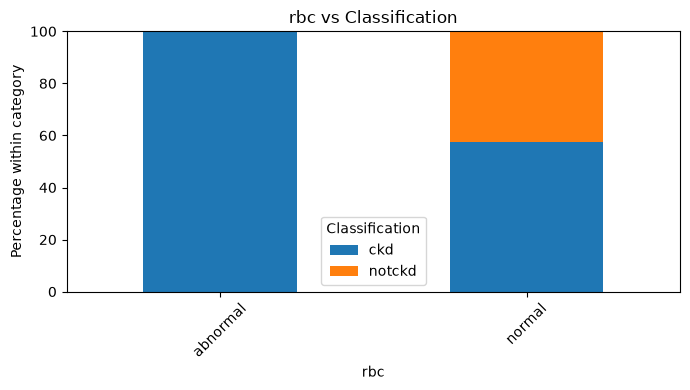 rbc vs Classification
Percentage within category
100
80
60
40
20
0
Classification
ckd
notckd
abnormal
normal
rbc